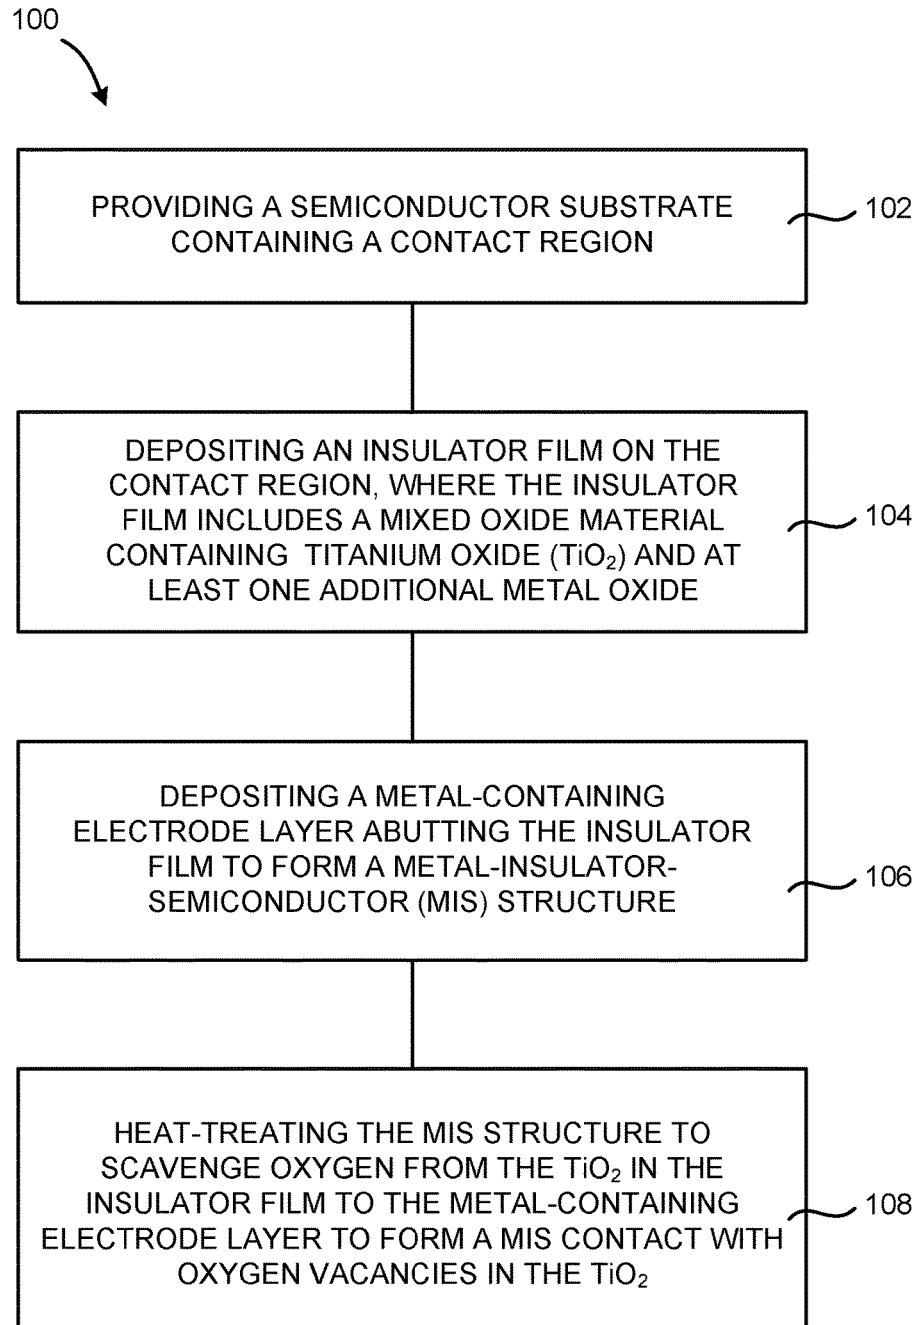 100
PROVIDING A SEMICONDUCTOR SUBSTRATE
CONTAINING A CONTACT REGION
102
DEPOSITING AN INSULATOR FILM ON THE
CONTACT REGION, WHERE THE INSULATOR
FILM INCLUDES A MIXED OXIDE MATERIAL
CONTAINING TITANIUM OXIDE (TiO₂) AND AT
LEAST ONE ADDITIONAL METAL OXIDE
104
DEPOSITING A METAL-CONTAINING
ELECTRODE LAYER ABUTTING THE INSULATOR
FILM TO FORM A METAL-INSULATOR-
SEMICONDUCTOR (MIS) STRUCTURE
106
HEAT-TREATING THE MIS STRUCTURE TO
SCAVENGE OXYGEN FROM THE TiO₂ IN THE
INSULATOR FILM TO THE METAL-CONTAINING
ELECTRODE LAYER TO FORM A MIS CONTACT WITH
OXYGEN VACANCIES IN THE TiO₂
108